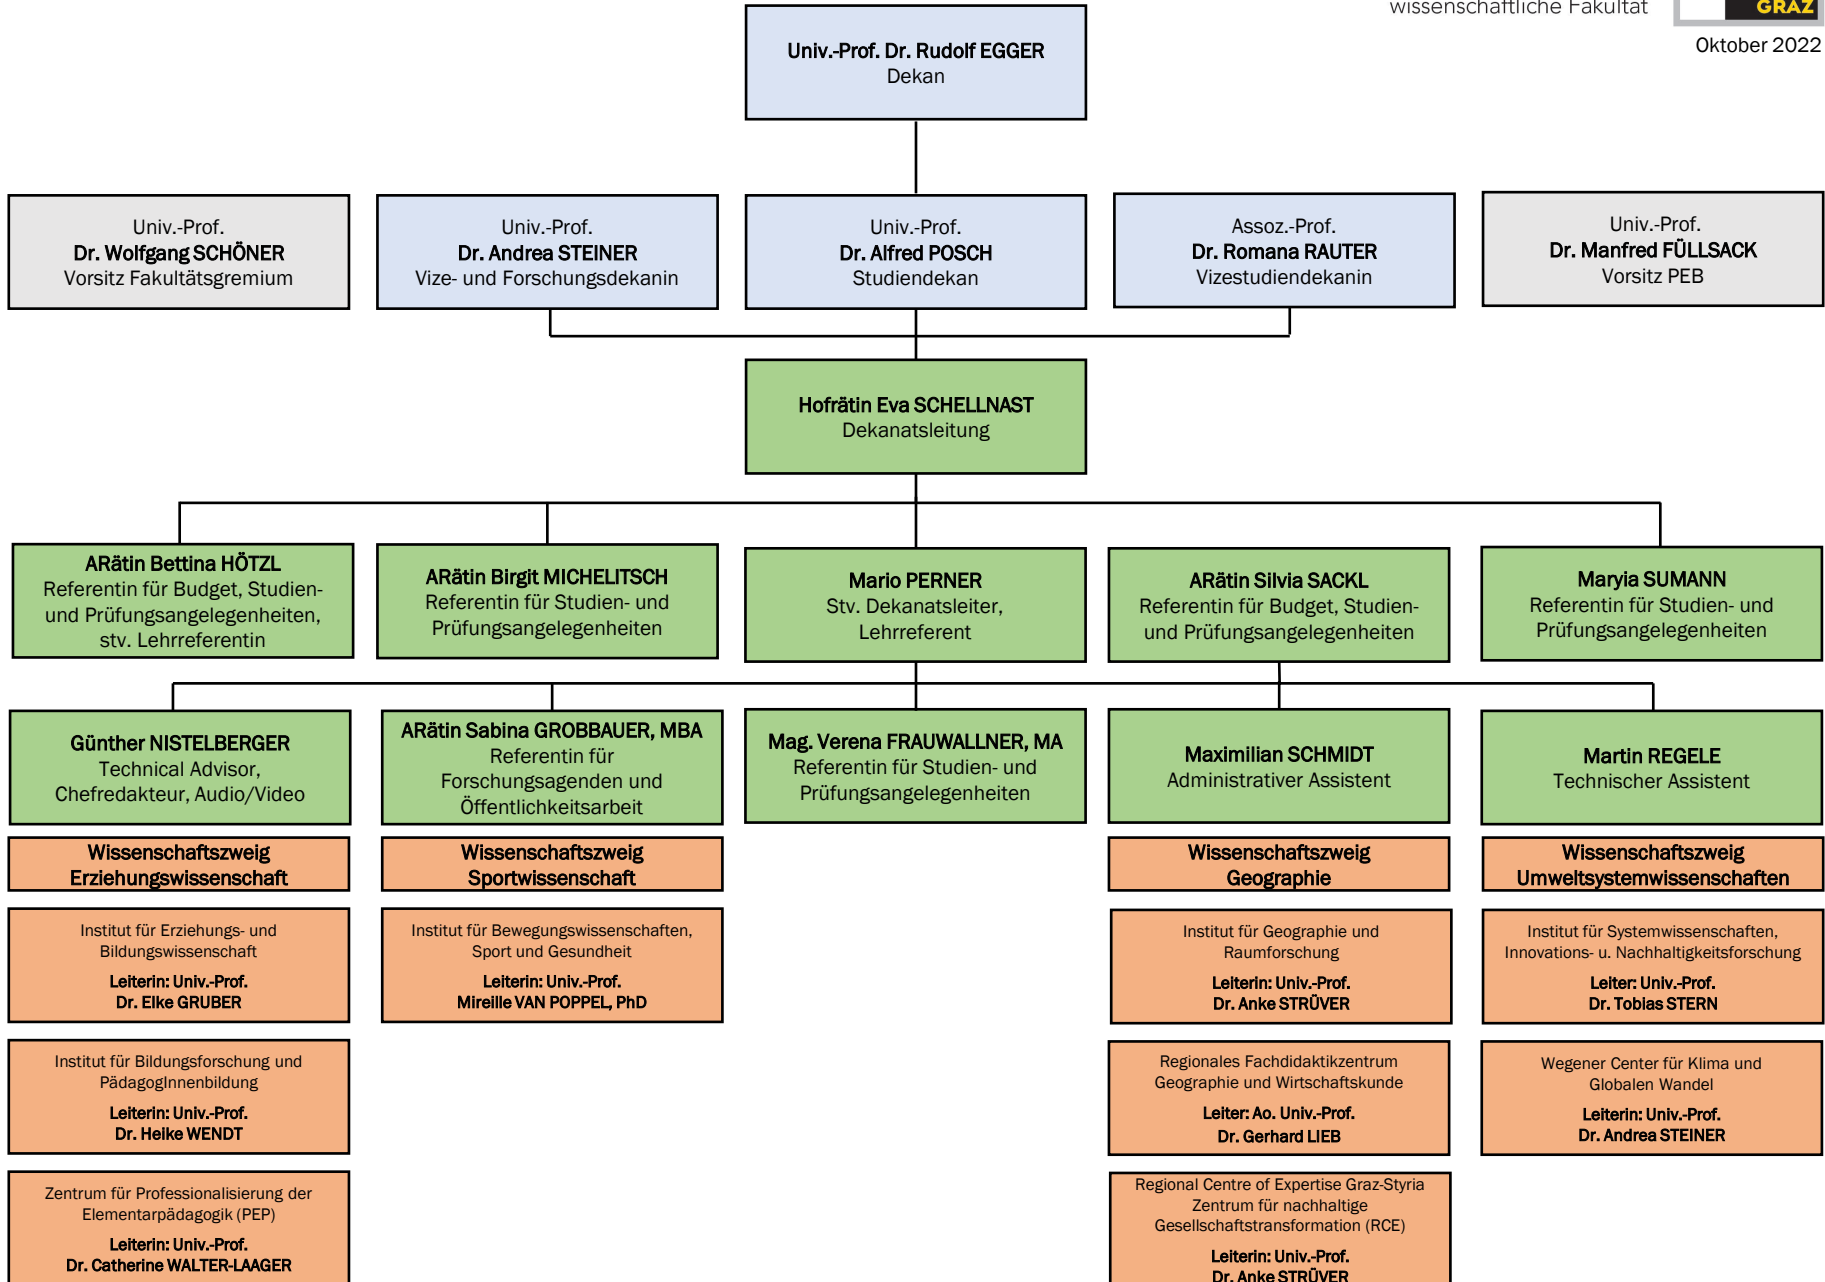 wissenschaftliche Fakultät
GRAZ
Oktober 2022
Univ.-Prof. Dr. Rudolf EGGER
Dekan
Univ.-Prof.
Dr. Wolfgang SCHÖNER
Vorsitz Fakultätsgremium
Univ.-Prof.
Dr. Andrea STEINER
Vize- und Forschungsdekanin
Univ.-Prof.
Dr. Alfred POSCH
Studiendekan
Assoz.-Prof.
Dr. Romana RAUTER
Vizestudiendekanin
Univ.-Prof.
Dr. Manfred FÜLLSACK
Vorsitz PEB
Hofrätin Eva SCHELLNAST
Dekanatsleitung
ARätin Bettina HÖTZL
Referentin für Budget, Studien-
und Prüfungsangelegenheiten,
stv. Lehrreferentin
ARätin Birgit MICHELITSCH
Referentin für Studien- und
Prüfungsangelegenheiten
Mario PERNER
Stv. Dekanatsleiter,
Lehrreferent
ARätin Silvia SACKL
Referentin für Budget, Studien-
und Prüfungsangelegenheiten
Maryia SUMANN
Referentin für Studien- und
Prüfungsangelegenheiten
Günther NISTELBERGER
Technical Advisor,
Chefredakteur, Audio/Video
ARätin Sabina GROBBAUER, MBA
Referentin für
Forschungsagenden und
Öffentlichkeitsarbeit
Mag. Verena FRAUWALLNER, MA
Referentin für Studien- und
Prüfungsangelegenheiten
Maximilian SCHMIDT
Administrativer Assistent
Martin REGELE
Technischer Assistent
Wissenschaftszweig
Erziehungswissenschaft
Wissenschaftszweig
Sportwissenschaft
Wissenschaftszweig
Geographie
Wissenschaftszweig
Umweltsystemwissenschaften
Institut für Erziehungs- und
Bildungswissenschaft
Leiterin: Univ.-Prof.
Dr. Elke GRUBER
Institut für Bewegungswissenschaften,
Sport und Gesundheit
Leiterin: Univ.-Prof.
Mireille VAN POPPEL, PhD
Institut für Geographie und
Raumforschung
Leiterin: Univ.-Prof.
Dr. Anke STRÜVER
Institut für Systemwissenschaften,
Innovations- u. Nachhaltigkeitsforschung
Leiter: Univ.-Prof.
Dr. Tobias STERN
Institut für Bildungsforschung und
PädagogInnenbildung
Leiterin: Univ.-Prof.
Dr. Heike WENDT
Regionales Fachdidaktikzentrum
Geographie und Wirtschaftskunde
Leiter: Ao. Univ.-Prof.
Dr. Gerhard LIEB
Wegener Center für Klima und
Globalen Wandel
Leiterin: Univ.-Prof.
Dr. Andrea STEINER
Zentrum für Professionalisierung der
Elementarpädagogik (PEP)
Leiterin: Univ.-Prof.
Dr. Catherine WALTER-LAAGER
Regional Centre of Expertise Graz-Styria
Zentrum für nachhaltige
Gesellschaftstransformation (RCE)
Leiterin: Univ.-Prof.
Dr. Anke STRÜVER